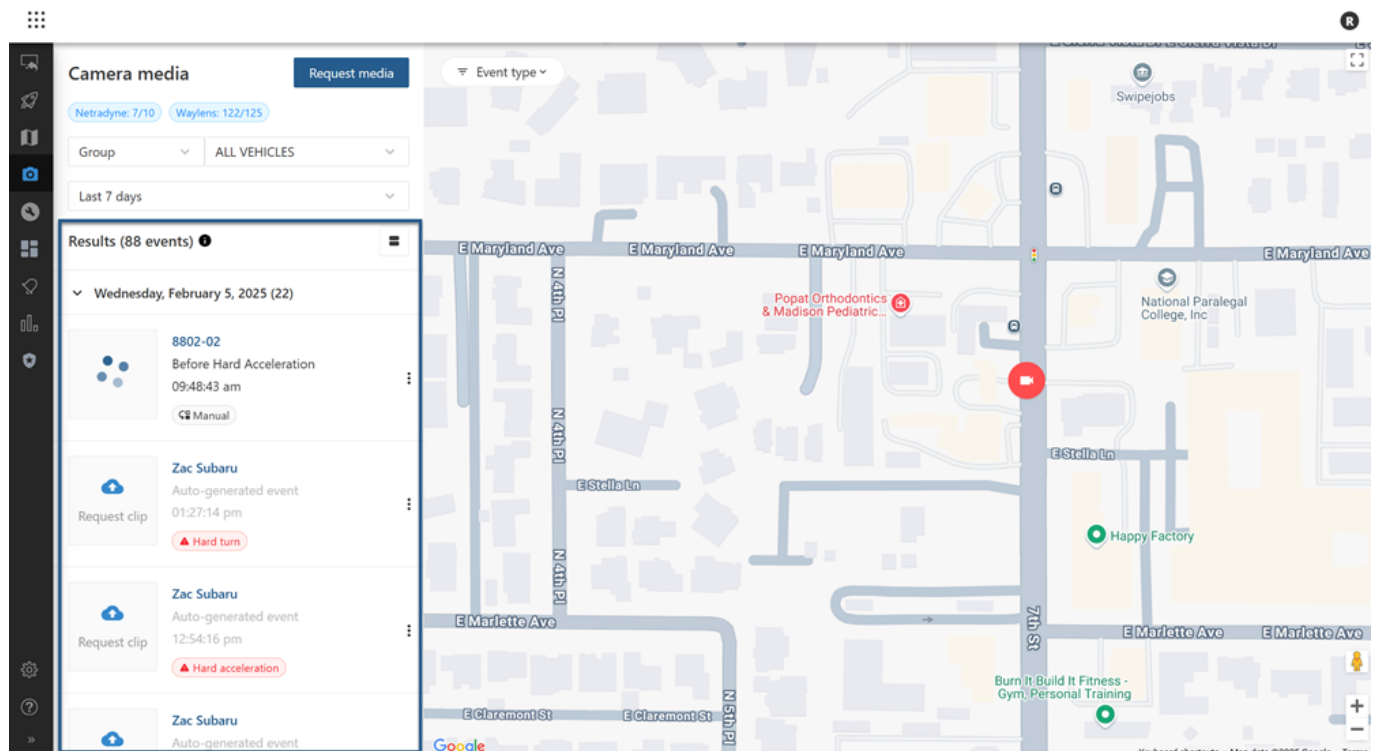 R
Camera media
Request media
Netradyne: 7/10
Waylens: 122/125
Group
ALL VEHICLES
Last 7 days
Results (88 events)
Wednesday, February 5, 2025 (22)
8802-02
Before Hard Acceleration
09:48:43 am
Manual
Zac Subaru
Auto-generated event
01:27:14 pm
Request clip
Hard turn
Zac Subaru
Auto-generated event
12:54:16 pm
Request clip
Hard acceleration
Zac Subaru
Auto-generated event
Event type
Swipejobs
E Maryland Ave
E Maryland Ave
E Maryland Ave
E Maryland Ave
N 4th Pl
Popat Orthodontics
& Madison Pediatric...
National Paralegal
College, Inc
N 4th Pl
E Stella Ln
E Stella Ln
Happy Factory
N 4th Pl
E Marlette Ave
7th St
E Marlette Ave
E Marlette Ave
Burn It Build It Fitness -
Gym, Personal Training
N 5th Pl
E Claremont St
E Claremont St
Google